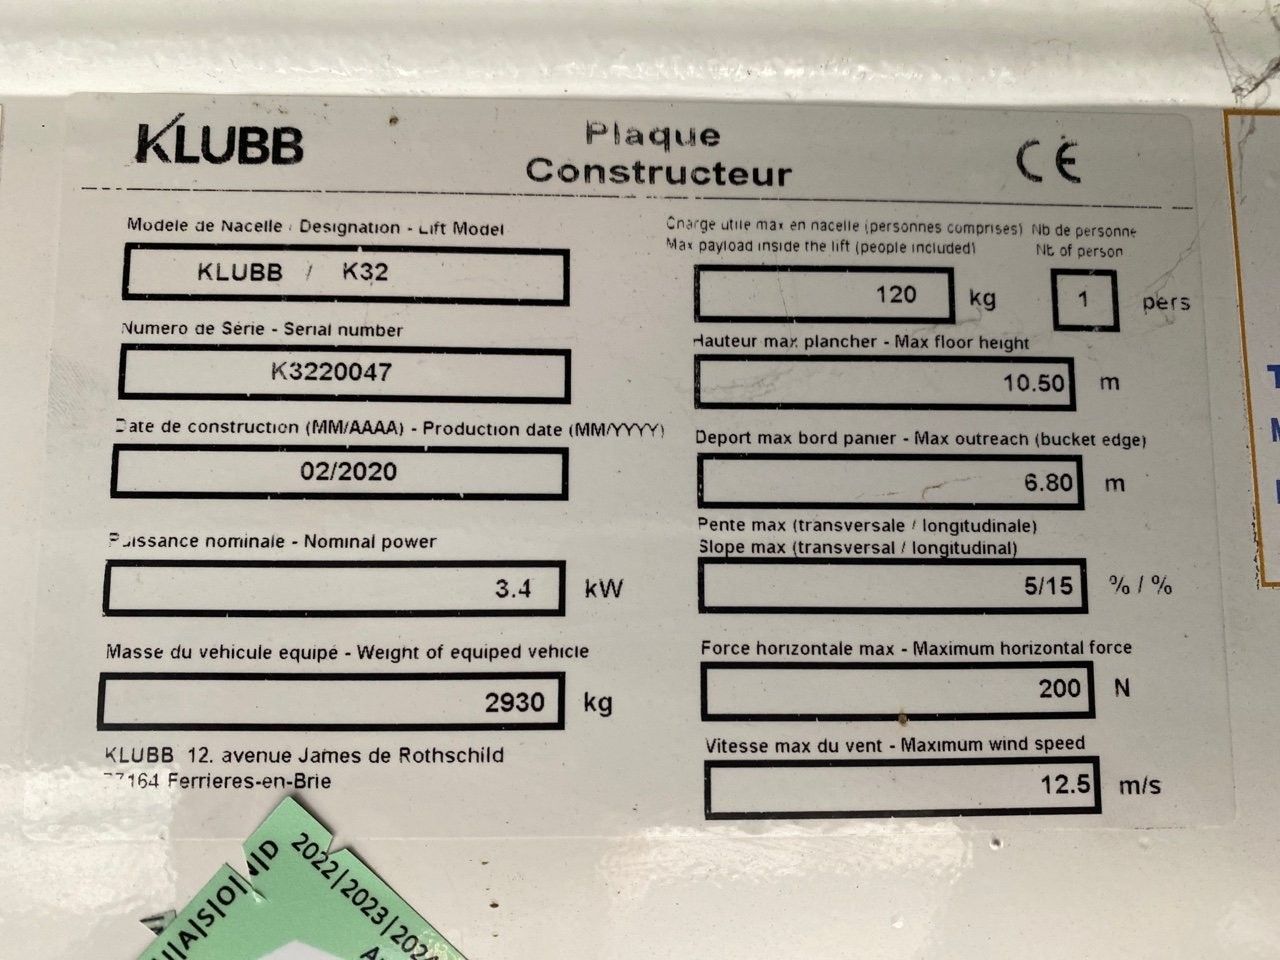 KLUBB
Plaque
Constructeur
CE
Modele de Nacelle / Designation - Lift Model
KLUBB / K32
Numero de Série - Serial number
K3220047
Date de construction (MM/AAAA) - Production date (MM/YYYY)
02/2020
Puissance nominale - Nominal power
3.4 kW
Masse du vehicule equipé - Weight of equiped vehicle
2930 kg
KLUBB 12. avenue James de Rothschild
77164 Ferrieres-en-Brie
Charge utile max en nacelle (personnes comprises) Nb de personne
Max payload inside the lift (people included) Nb of person
120 kg 1 pers
Hauteur max plancher - Max floor height
10.50 m
Deport max bord panier - Max outreach (bucket edge)
6.80 m
Pente max (transversale / longitudinale)
Slope max (transversal / longitudinal)
5/15 % / %
Force horizontale max - Maximum horizontal force
200 N
Vitesse max du vent - Maximum wind speed
12.5 m/s
|A|S|O|N|D
2022|2023|2024